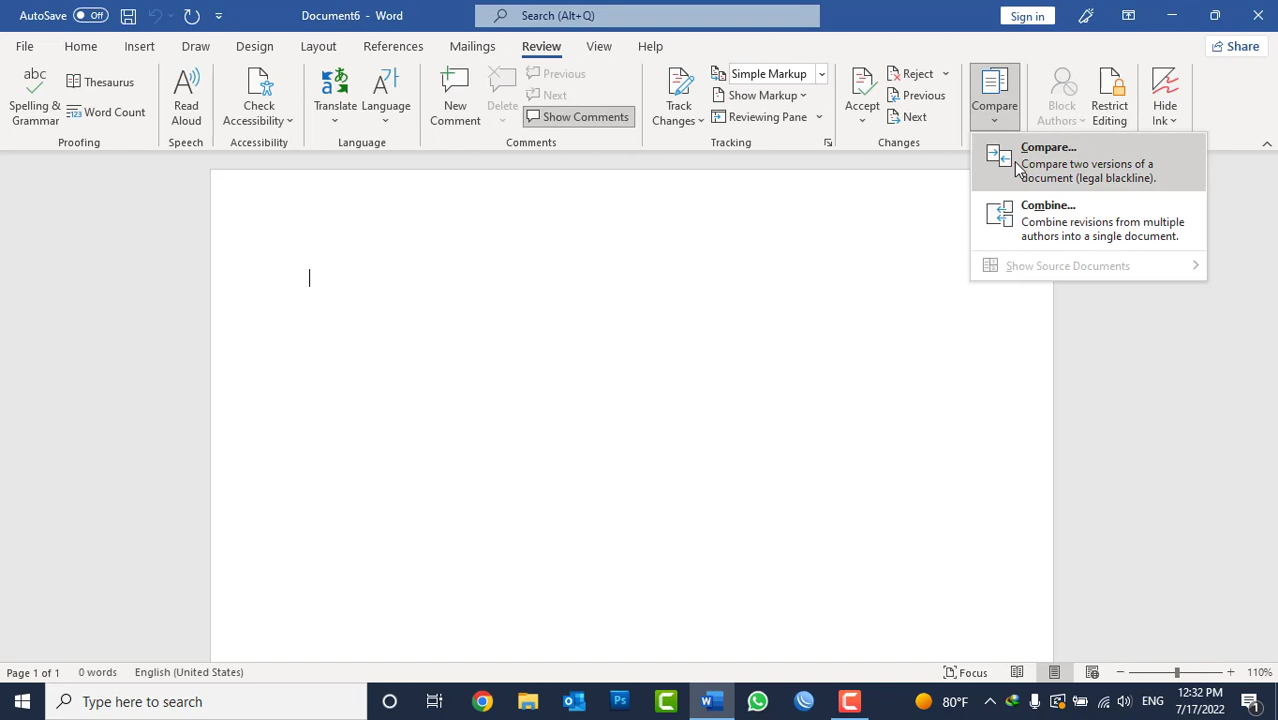 AutoSave Off Document6 - Word Search (Alt+Q) Sign in
File Home Insert Draw Design Layout References Mailings Review View Help Share
abc Spelling & Grammar
Thesaurus
123 Word Count
Proofing
Read Aloud
Speech
Check Accessibility
Accessibility
Translate
Language
Language
New Comment
Delete
Previous
Next
Show Comments
Comments
Track Changes
Simple Markup
Show Markup
Reviewing Pane
Tracking
Accept
Reject
Previous
Next
Changes
Compare
Block Authors
Restrict Editing
Hide Ink
Compare...
Compare two versions of a
document (legal blackline).
Combine...
Combine revisions from multiple
authors into a single document.
Show Source Documents
Page 1 of 1 0 words English (United States) Focus 110%
Type here to search Ps 80°F ENG 12:32 PM
7/17/2022 1